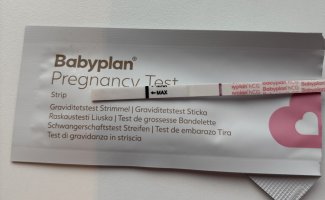 Babyplan®
Pregnancy Test
Strip
← MAX
Graviditetstest Strimmel | Graviditetstest Sticka
Raskaustesti Liuska | Test de grossesse Bandelette
Schwangerschaftstest Streifen | Test de embarazo Tira
Test di gravidanza in striscio